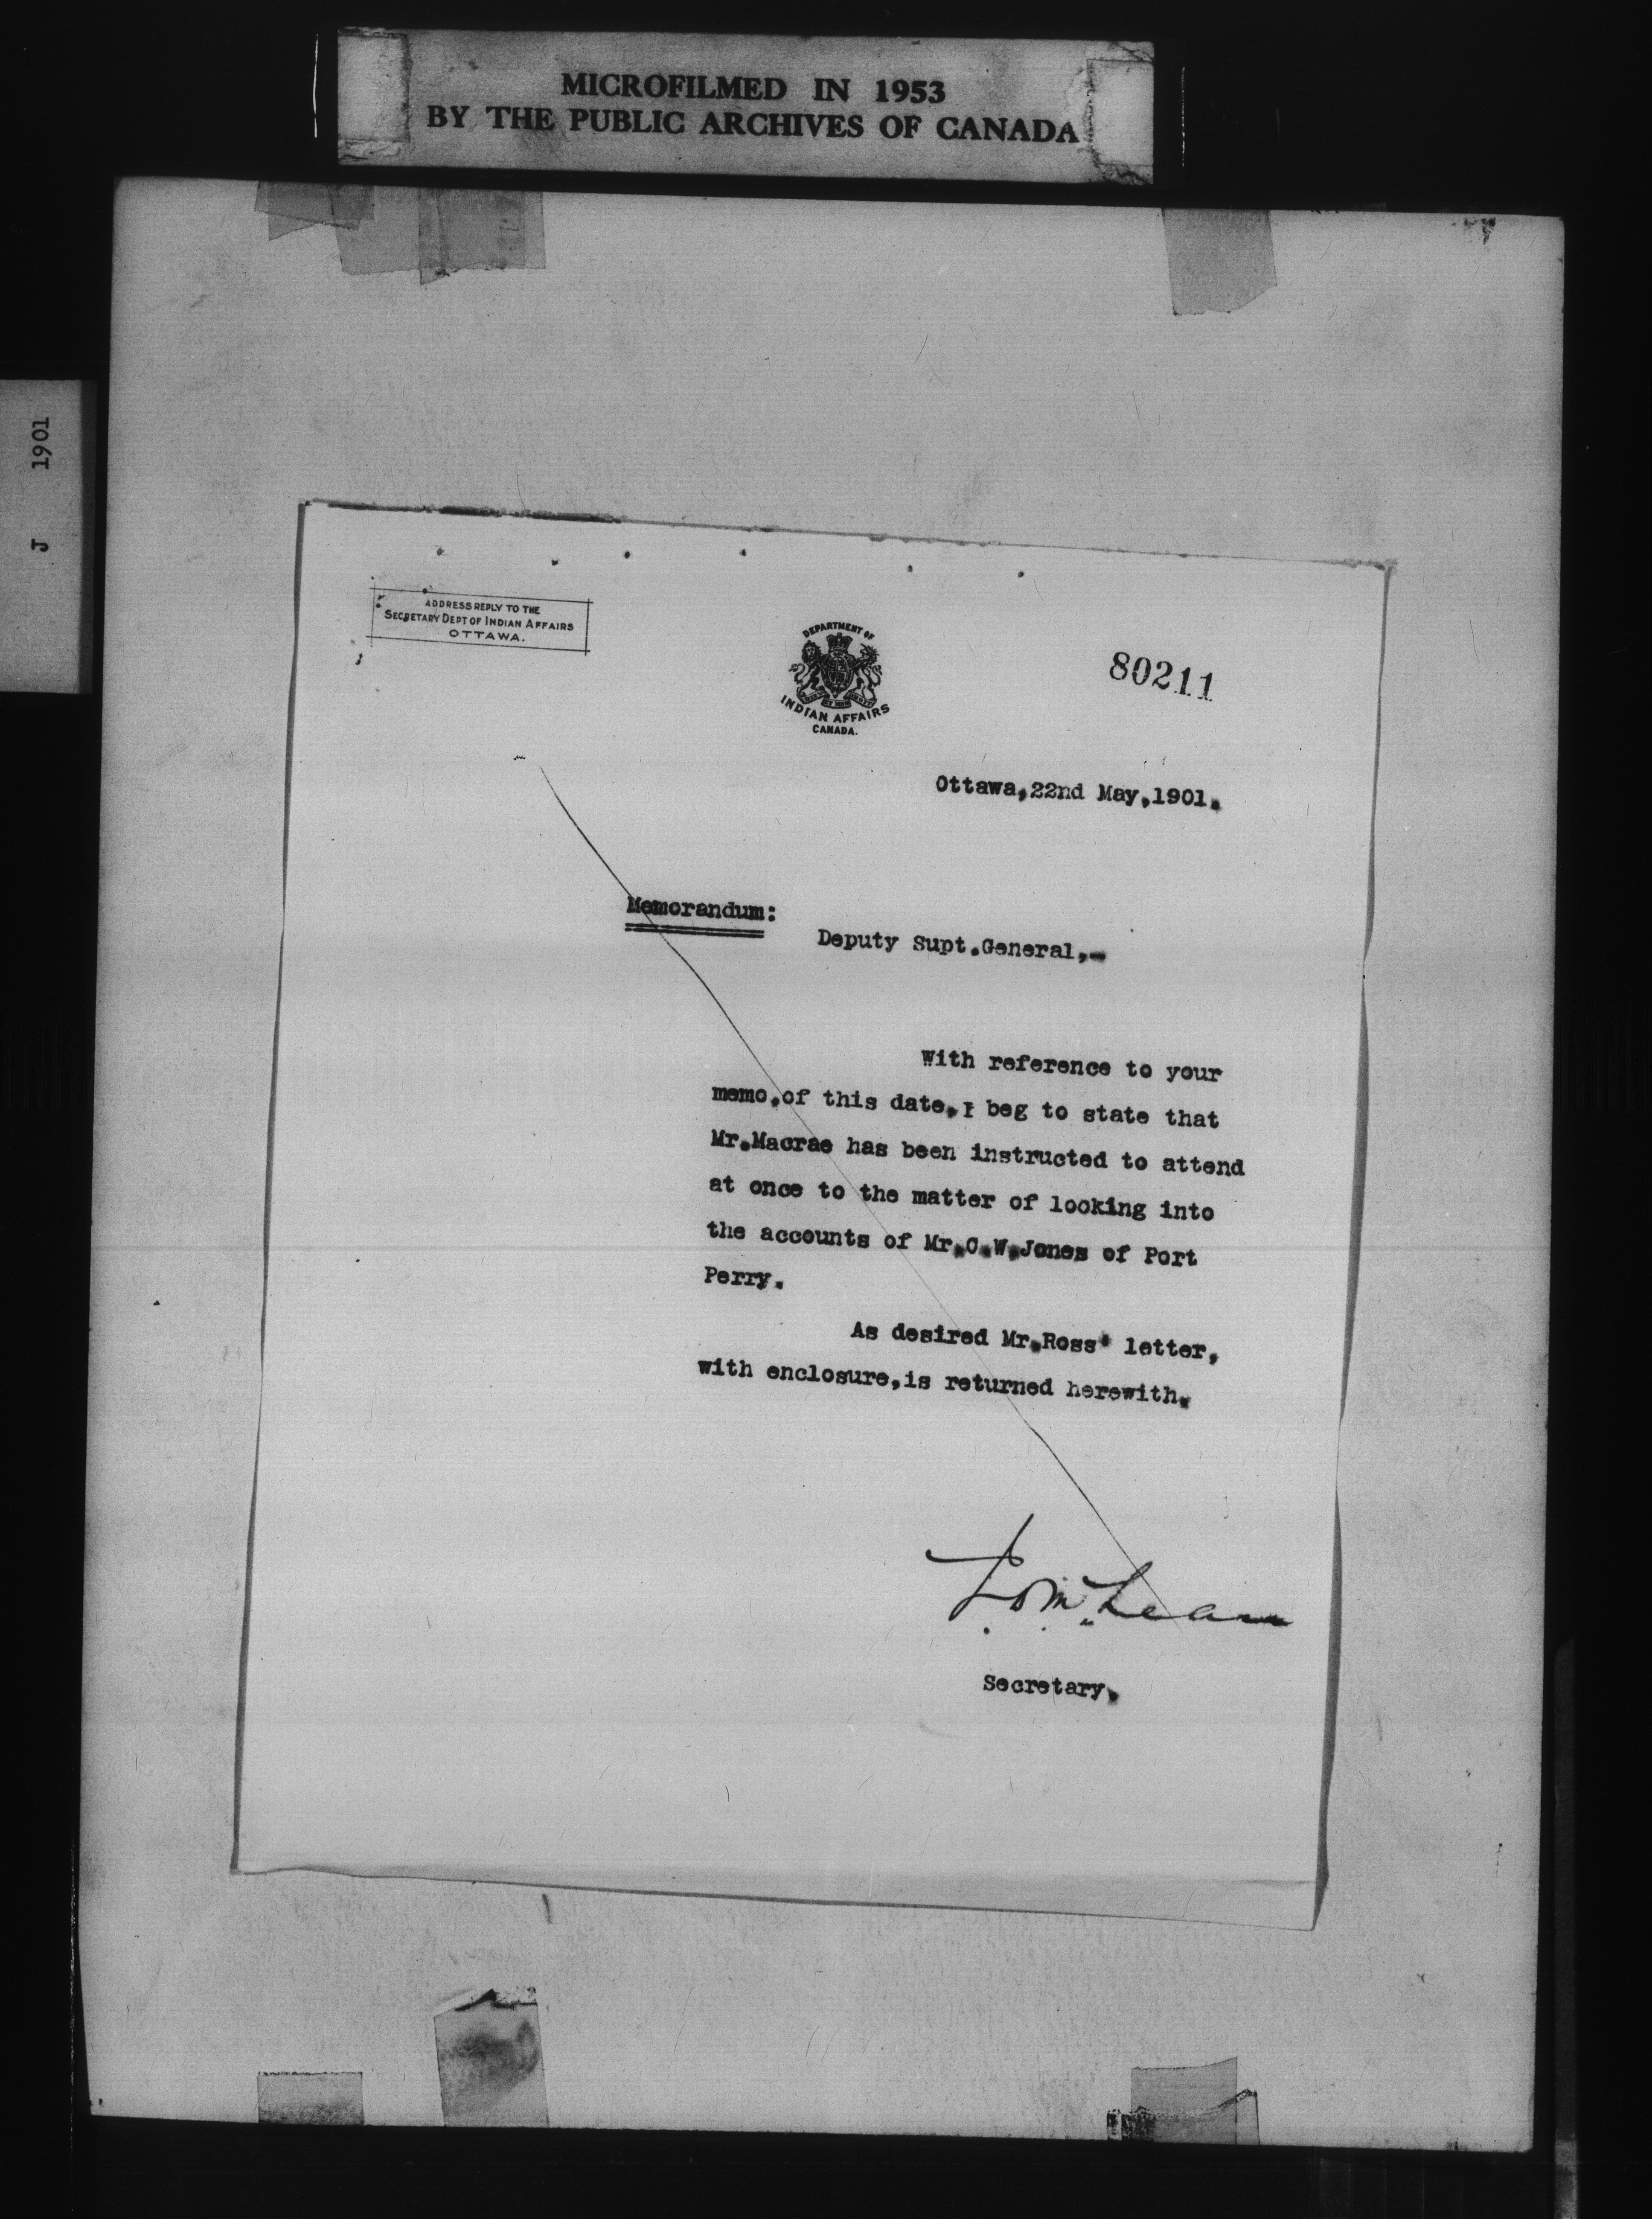 MICROFILMED IN 1953
BY THE PUBLIC ARCHIVES OF CANADA
J 1901
ADDRESS REPLY TO THE
SECRETARY DEPT OF INDIAN AFFAIRS
OTTAWA.
DEPARTMENT OF
INDIAN AFFAIRS
CANADA.
80211
Ottawa,22nd May,1901.
Memorandum:
Deputy Supt.General,-
With reference to your
memo.of this date,I beg to state that
Mr.Macrae has been instructed to attend
at once to the matter of looking into
the accounts of Mr.C.W.Jones of Port
Perry.
As desired Mr.Ross' letter,
with enclosure,is returned herewith.
McLean
Secretary.